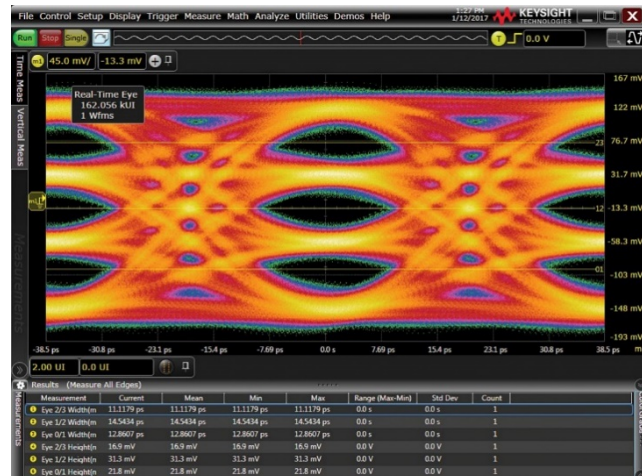 File Control Setup Display Trigger Measure Math Analyze Utilities Demos Help
1:27 PM
1/12/2017
KEYSIGHT
TECHNOLOGIES
Run Stop Single
T 0.0 V
Time Meas
Vertical Meas
m1 45.0 mV/ -13.3 mV
Real-Time Eye
162.056 kUI
1 Wfms
167 mV
122 mV
76.7 mV
31.7 mV
-13.3 mV
-58.3 mV
-103 mV
-148 mV
-193 mV
23
12
01
Measurements
-38.5 ps -30.8 ps -23.1 ps -15.4 ps -7.69 ps 0.0 s 7.69 ps 15.4 ps 23.1 ps 30.8 ps 38.5 ps
2.00 UI 0.0 UI
Results (Measure All Edges)
Measurements
Measurement Current Mean Min Max Range (Max-Min) Std Dev Count
Eye 2/3 Width(m 11.1179 ps 11.1179 ps 11.1179 ps 11.1179 ps 0.0 s 0.0 s 1
Eye 1/2 Width(m 14.5434 ps 14.5434 ps 14.5434 ps 14.5434 ps 0.0 s 0.0 s 1
Eye 0/1 Width(m 12.8607 ps 12.8607 ps 12.8607 ps 12.8607 ps 0.0 s 0.0 s 1
Eye 2/3 Height(m 16.9 mV 16.9 mV 16.9 mV 16.9 mV 0.0 V 0.0 V 1
Eye 1/2 Height(m 31.3 mV 31.3 mV 31.3 mV 31.3 mV 0.0 V 0.0 V 1
Eye 0/1 Height(m 21.8 mV 21.8 mV 21.8 mV 21.8 mV 0.0 V 0.0 V 1